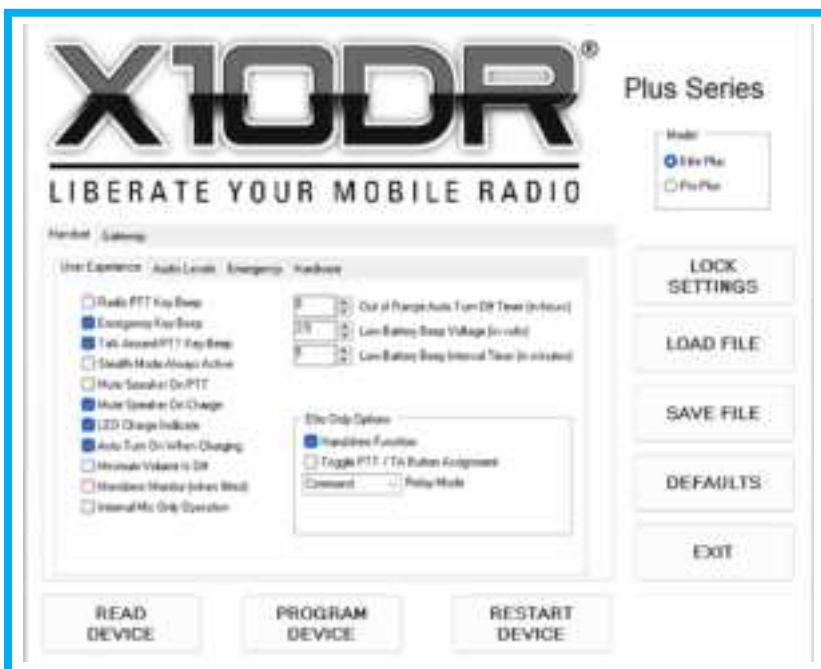 X10DR®
LIBERATE YOUR MOBILE RADIO
Plus Series
Model
Elite Plus
Pro Plus
Handset Gateway
User Experience Audio Levels Emergency Hardware
Radio PTT Key Beep
Emergency Key Beep
Talk Around PTT Key Beep
Stealth Mode Always Active
Mute Speaker On PTT
Mute Speaker On Charge
LED Charge Indicate
Auto Turn On When Charging
Minimum Volume Is Off
Handsfree Monitor (when fitted)
Internal Mic Only Operation
Out of Range Auto Turn Off Timer (in hours)
Low Battery Beep Voltage (in volts)
Low Battery Beep Interval Timer (in minutes)
Elite Only Options
Handsfree Function
Toggle PTT / TA Button Assignment
Command Relay Mode
LOCK
SETTINGS
LOAD FILE
SAVE FILE
DEFAULTS
EXIT
READ
DEVICE
PROGRAM
DEVICE
RESTART
DEVICE